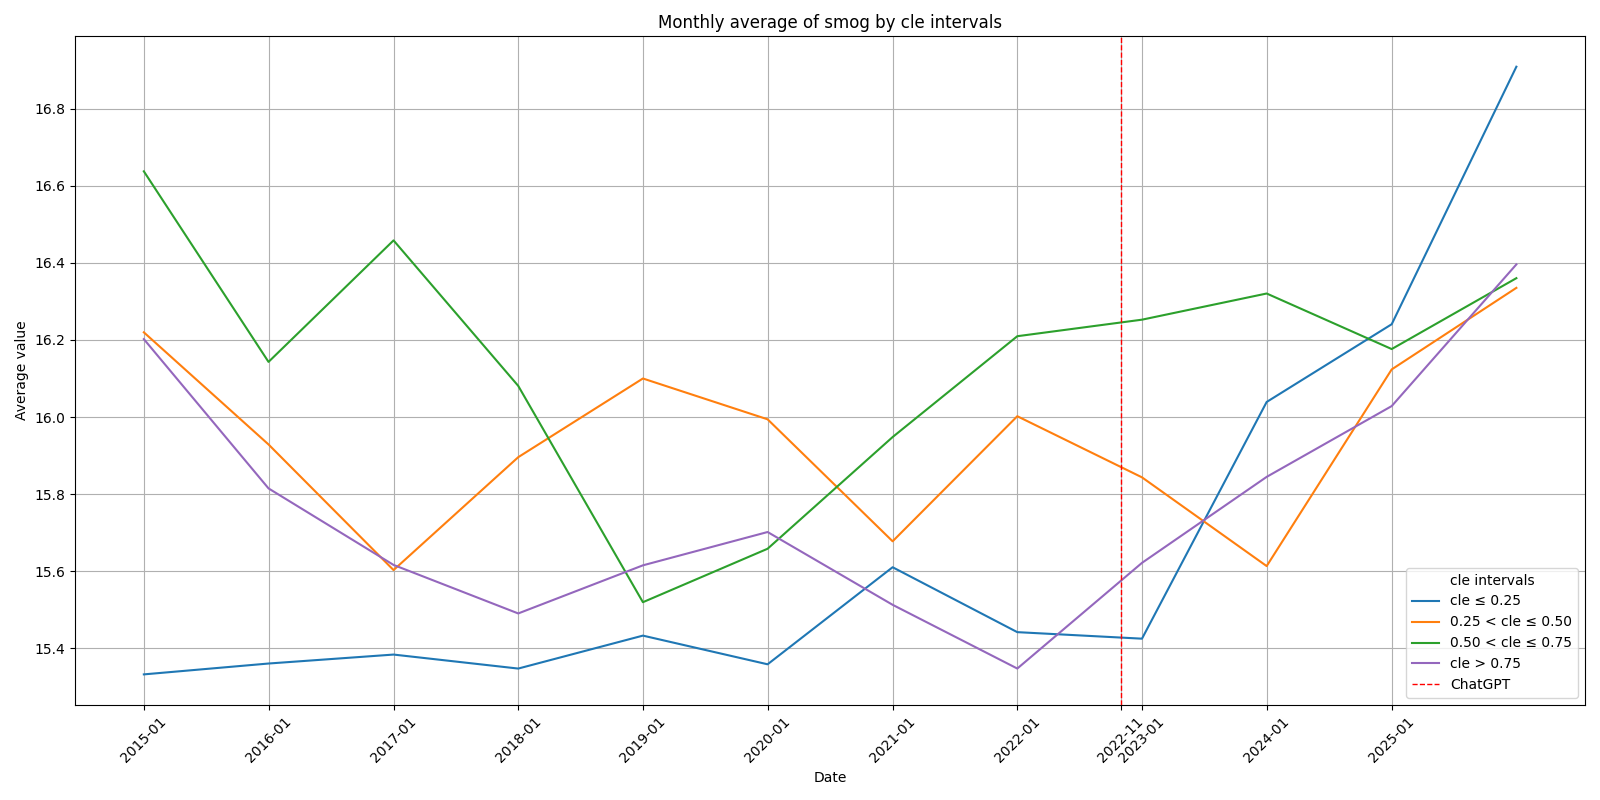 Monthly average of smog by cle intervals
Average value
16.8
16.6
16.4
16.2
16.0
15.8
15.6
15.4
2015-01
2016-01
2017-01
2018-01
2019-01
2020-01
2021-01
2022-01
2022-11
2023-01
2024-01
2025-01
Date
cle intervals
cle ≤ 0.25
0.25 < cle ≤ 0.50
0.50 < cle ≤ 0.75
cle > 0.75
ChatGPT